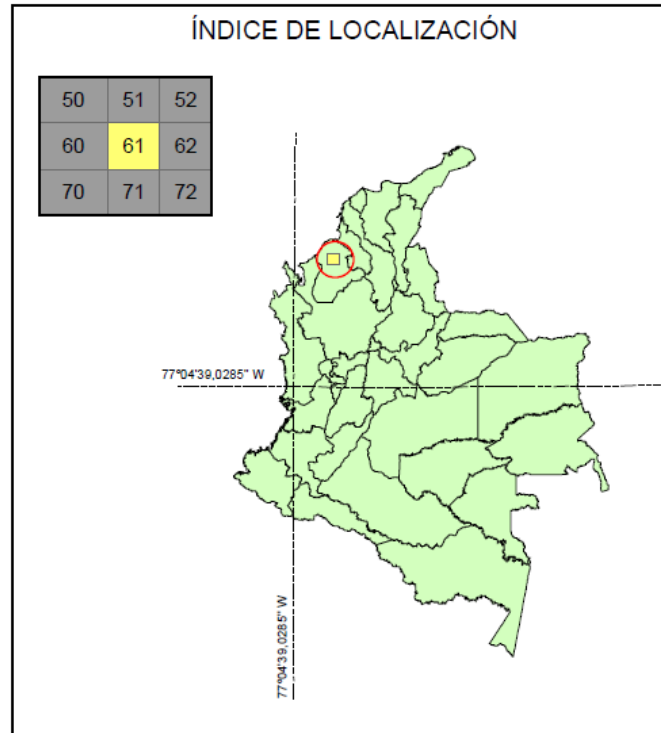 ÍNDICE DE LOCALIZACIÓN
50 51 52
60 61 62
70 71 72
77°04'39,0285" W
77°04'39,0285" W